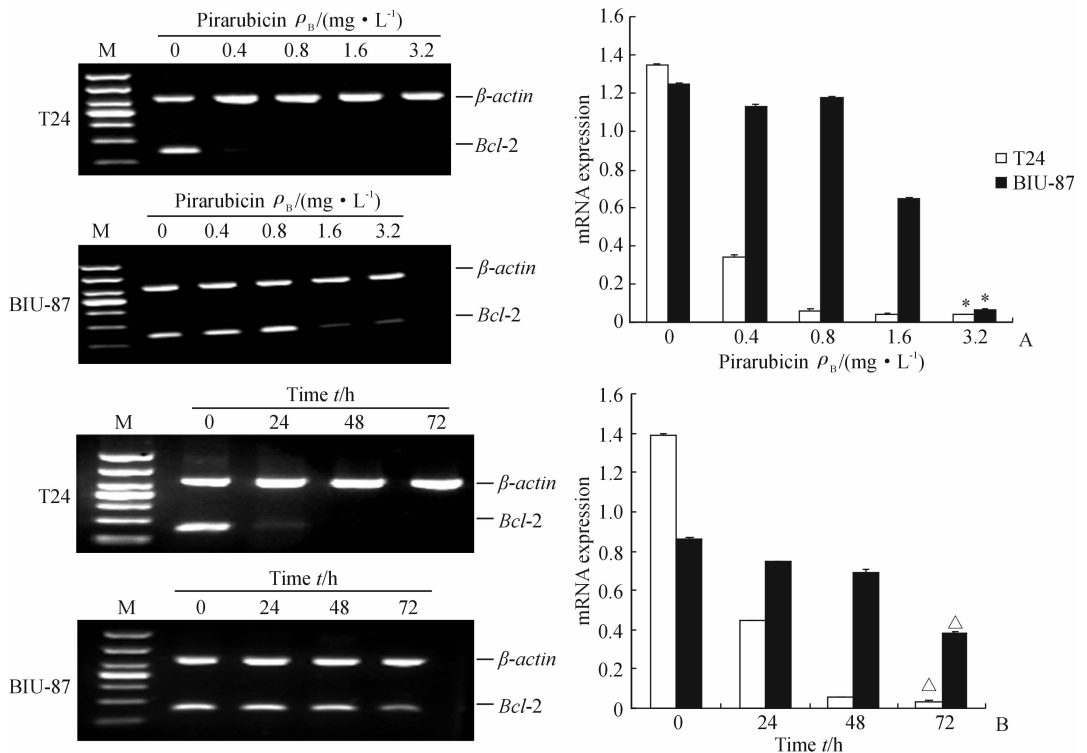 Pirarubicin ρB/(mg · L-1)
M 0 0.4 0.8 1.6 3.2
T24
β-actin
Bcl-2
Pirarubicin ρB/(mg · L-1)
M 0 0.4 0.8 1.6 3.2
BIU-87
β-actin
Bcl-2
1.6
1.4
1.2
1.0
0.8
0.6
0.4
0.2
0
mRNA expression
T24
BIU-87
* *
0 0.4 0.8 1.6 3.2
A
Pirarubicin ρB/(mg · L-1)
Time t/h
M 0 24 48 72
T24
β-actin
Bcl-2
Time t/h
M 0 24 48 72
BIU-87
β-actin
Bcl-2
1.6
1.4
1.2
1.0
0.8
0.6
0.4
0.2
0
mRNA expression
△
△
0 24 48 72
B
Time t/h